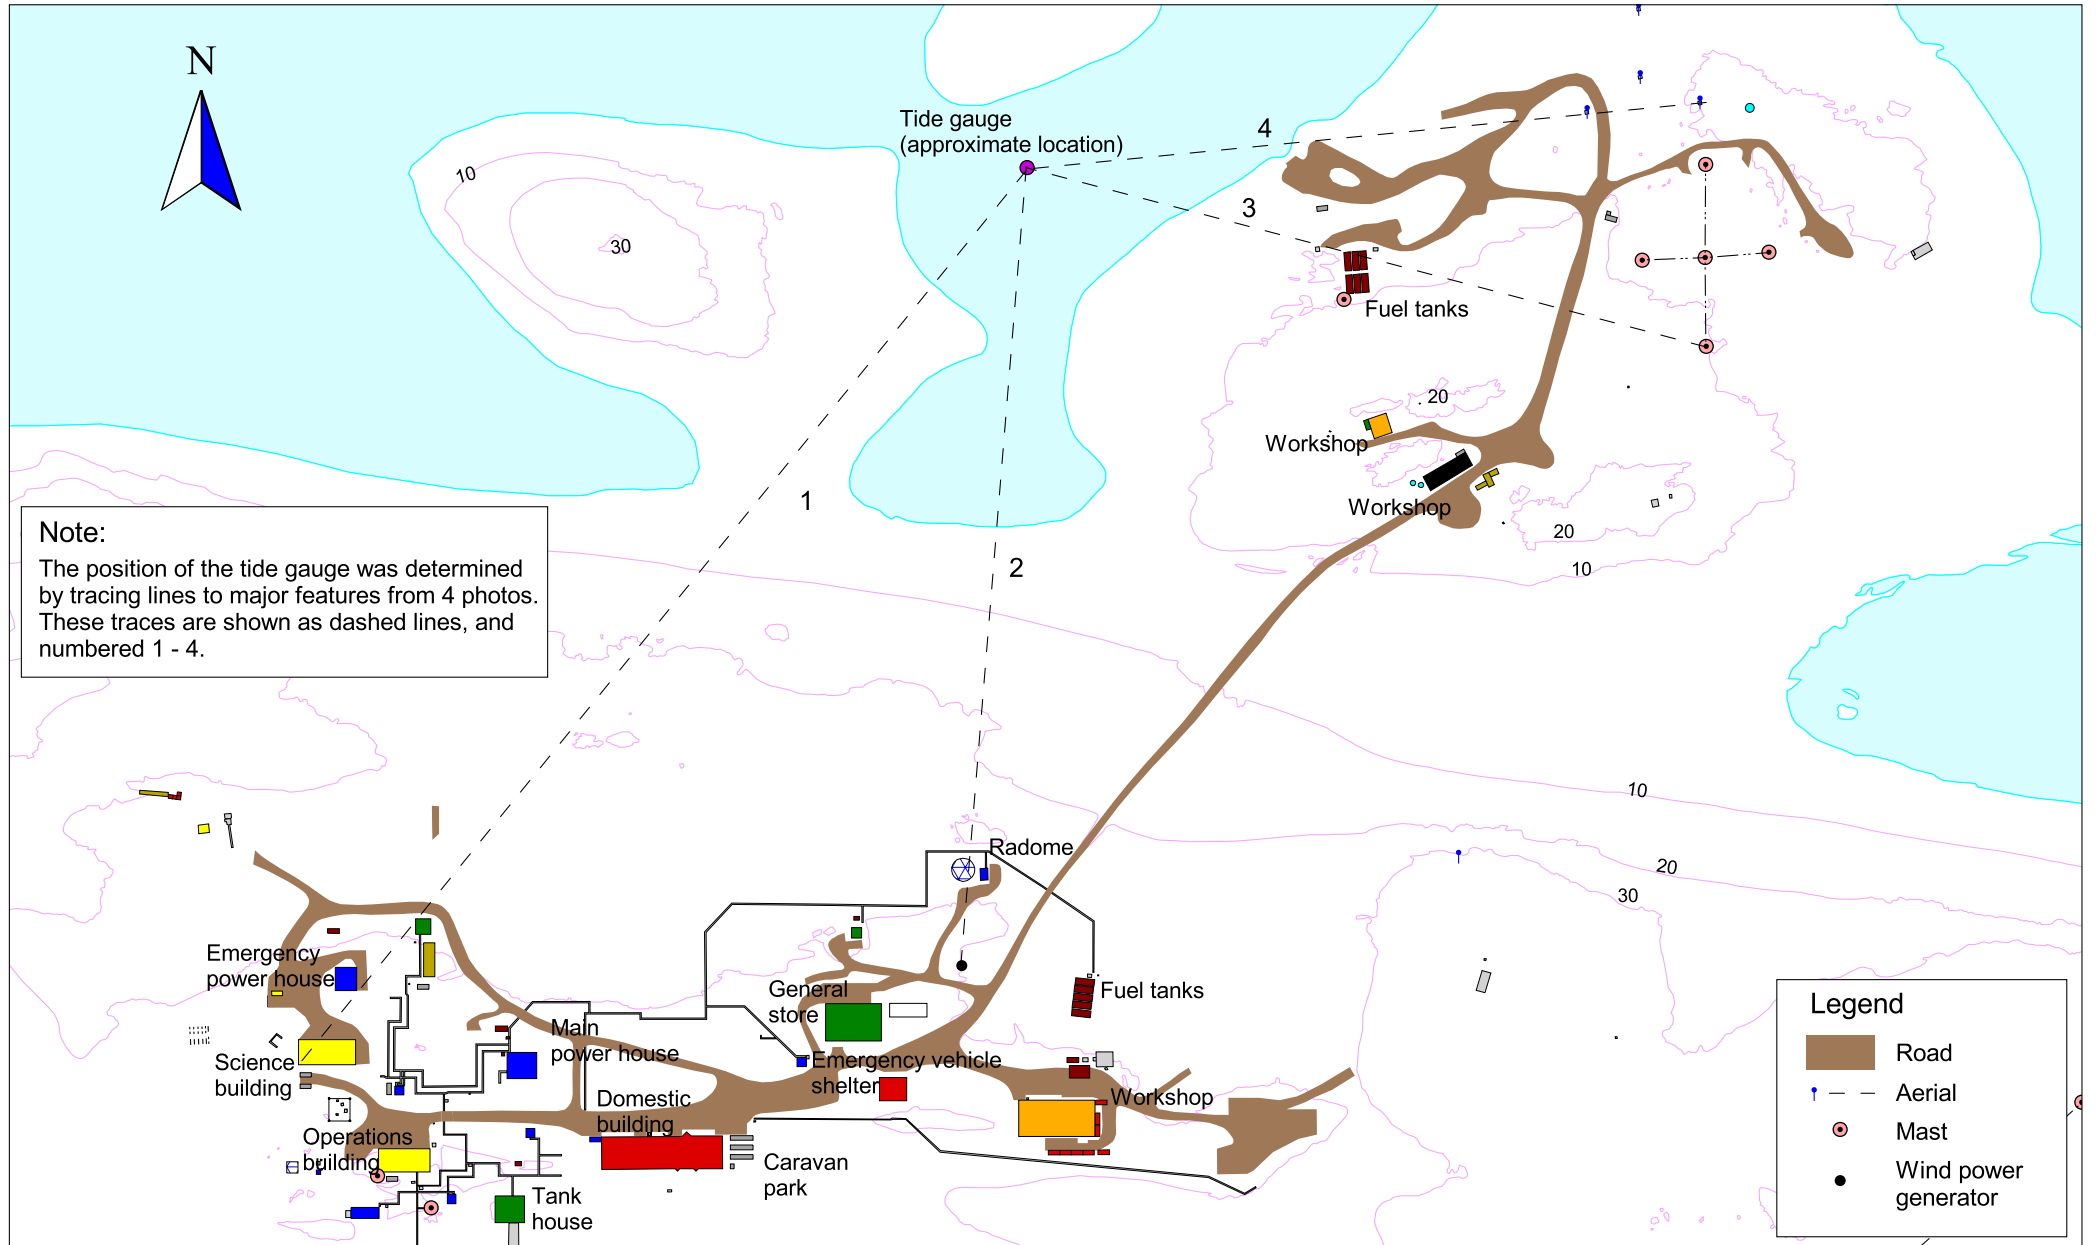 N
Tide gauge
(approximate location)
4
10
3
30
Fuel tanks
20
Workshop
1
Workshop
20
Note:
The position of the tide gauge was determined
by tracing lines to major features from 4 photos.
These traces are shown as dashed lines, and
numbered 1 - 4.
2
10
10
Radome
20
30
Emergency
power house
General
store
Fuel tanks
Legend
Road
Aerial
Mast
Wind power
generator
Main
power house
Science
building
Emergency vehicle
shelter
Domestic
building
Workshop
Operations
building
Caravan
park
Tank
house